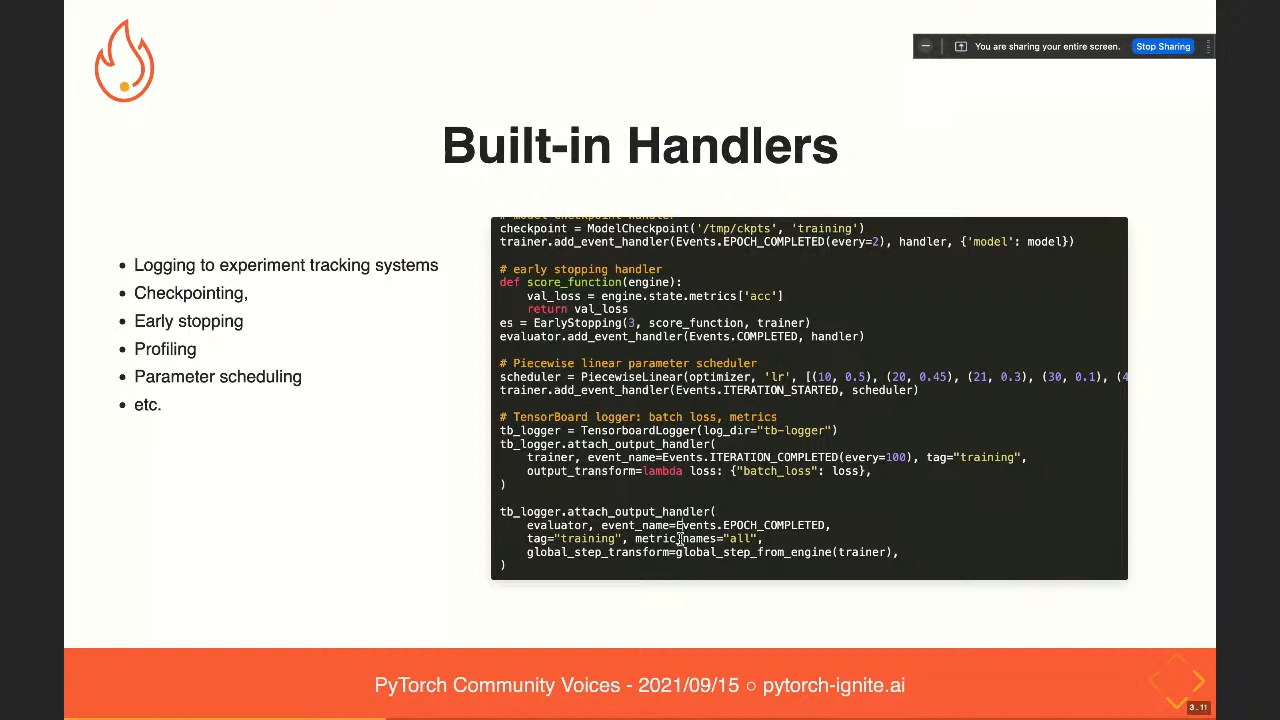 You are sharing your entire screen. Stop Sharing
Built-in Handlers
Logging to experiment tracking systems
Checkpointing,
Early stopping
Profiling
Parameter scheduling
etc.
# model checkpoint handler
checkpoint = ModelCheckpoint('/tmp/ckpts', 'training')
trainer.add_event_handler(Events.EPOCH_COMPLETED(every=2), handler, {'model': model})
# early stopping handler
def score_function(engine):
val_loss = engine.state.metrics['acc']
return val_loss
es = EarlyStopping(3, score_function, trainer)
evaluator.add_event_handler(Events.COMPLETED, handler)
# Piecewise linear parameter scheduler
scheduler = PiecewiseLinear(optimizer, 'lr', [(10, 0.5), (20, 0.45), (21, 0.3), (30, 0.1), (4
trainer.add_event_handler(Events.ITERATION_STARTED, scheduler)
# TensorBoard logger: batch loss, metrics
tb_logger = TensorboardLogger(log_dir="tb-logger")
tb_logger.attach_output_handler(
trainer, event_name=Events.ITERATION_COMPLETED(every=100), tag="training",
output_transform=lambda loss: {"batch_loss": loss},
)
tb_logger.attach_output_handler(
evaluator, event_name=Events.EPOCH_COMPLETED,
tag="training", metric_names="all",
global_step_transform=global_step_from_engine(trainer),
)
PyTorch Community Voices - 2021/09/15 ○ pytorch-ignite.ai
3.11